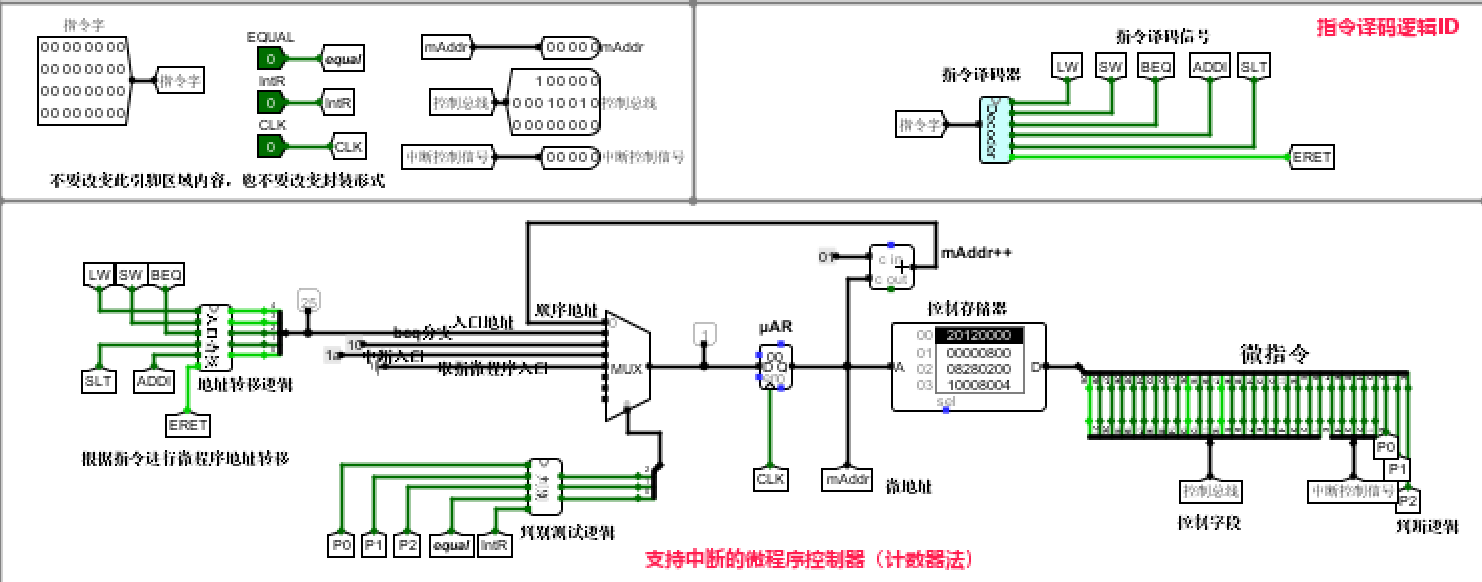 指令字
00000000
00000000
00000000
00000000
指令字
EQUAL
0
equal
IntR
0
IntR
CLK
0
CLK
不要改变此引脚区域内容，也不要改变封装形式
mAddr
00000
mAddr
控制总线
100000
00010010
00000000
控制总线
中断控制信号
00000
中断控制信号
指令译码逻辑ID
指令译码信号
指令译码器
LW
SW
BEQ
ADDI
SLT
指令字
Decoder
ERET
LW
SW
BEQ
SLT
ADDI
地址转移逻辑
ERET
根据指令进行微程序地址转移
25
入口地址
beq分支
10
中断入口
1a
取指微程序入口
顺序地址
0
MUX
1
01
c in
+
c out
mAddr++
μAR
00
D Q
CLK
mAddr
微地址
控制存储器
00 20120000
01 00000800
02 08280200
03 10008004
A
D
sel
微指令
控制总线
控制字段
中断控制信号
P0
P1
P2
判断逻辑
P0
P1
P2
equal
IntR
判别测试逻辑
支持中断的微程序控制器（计数器法）